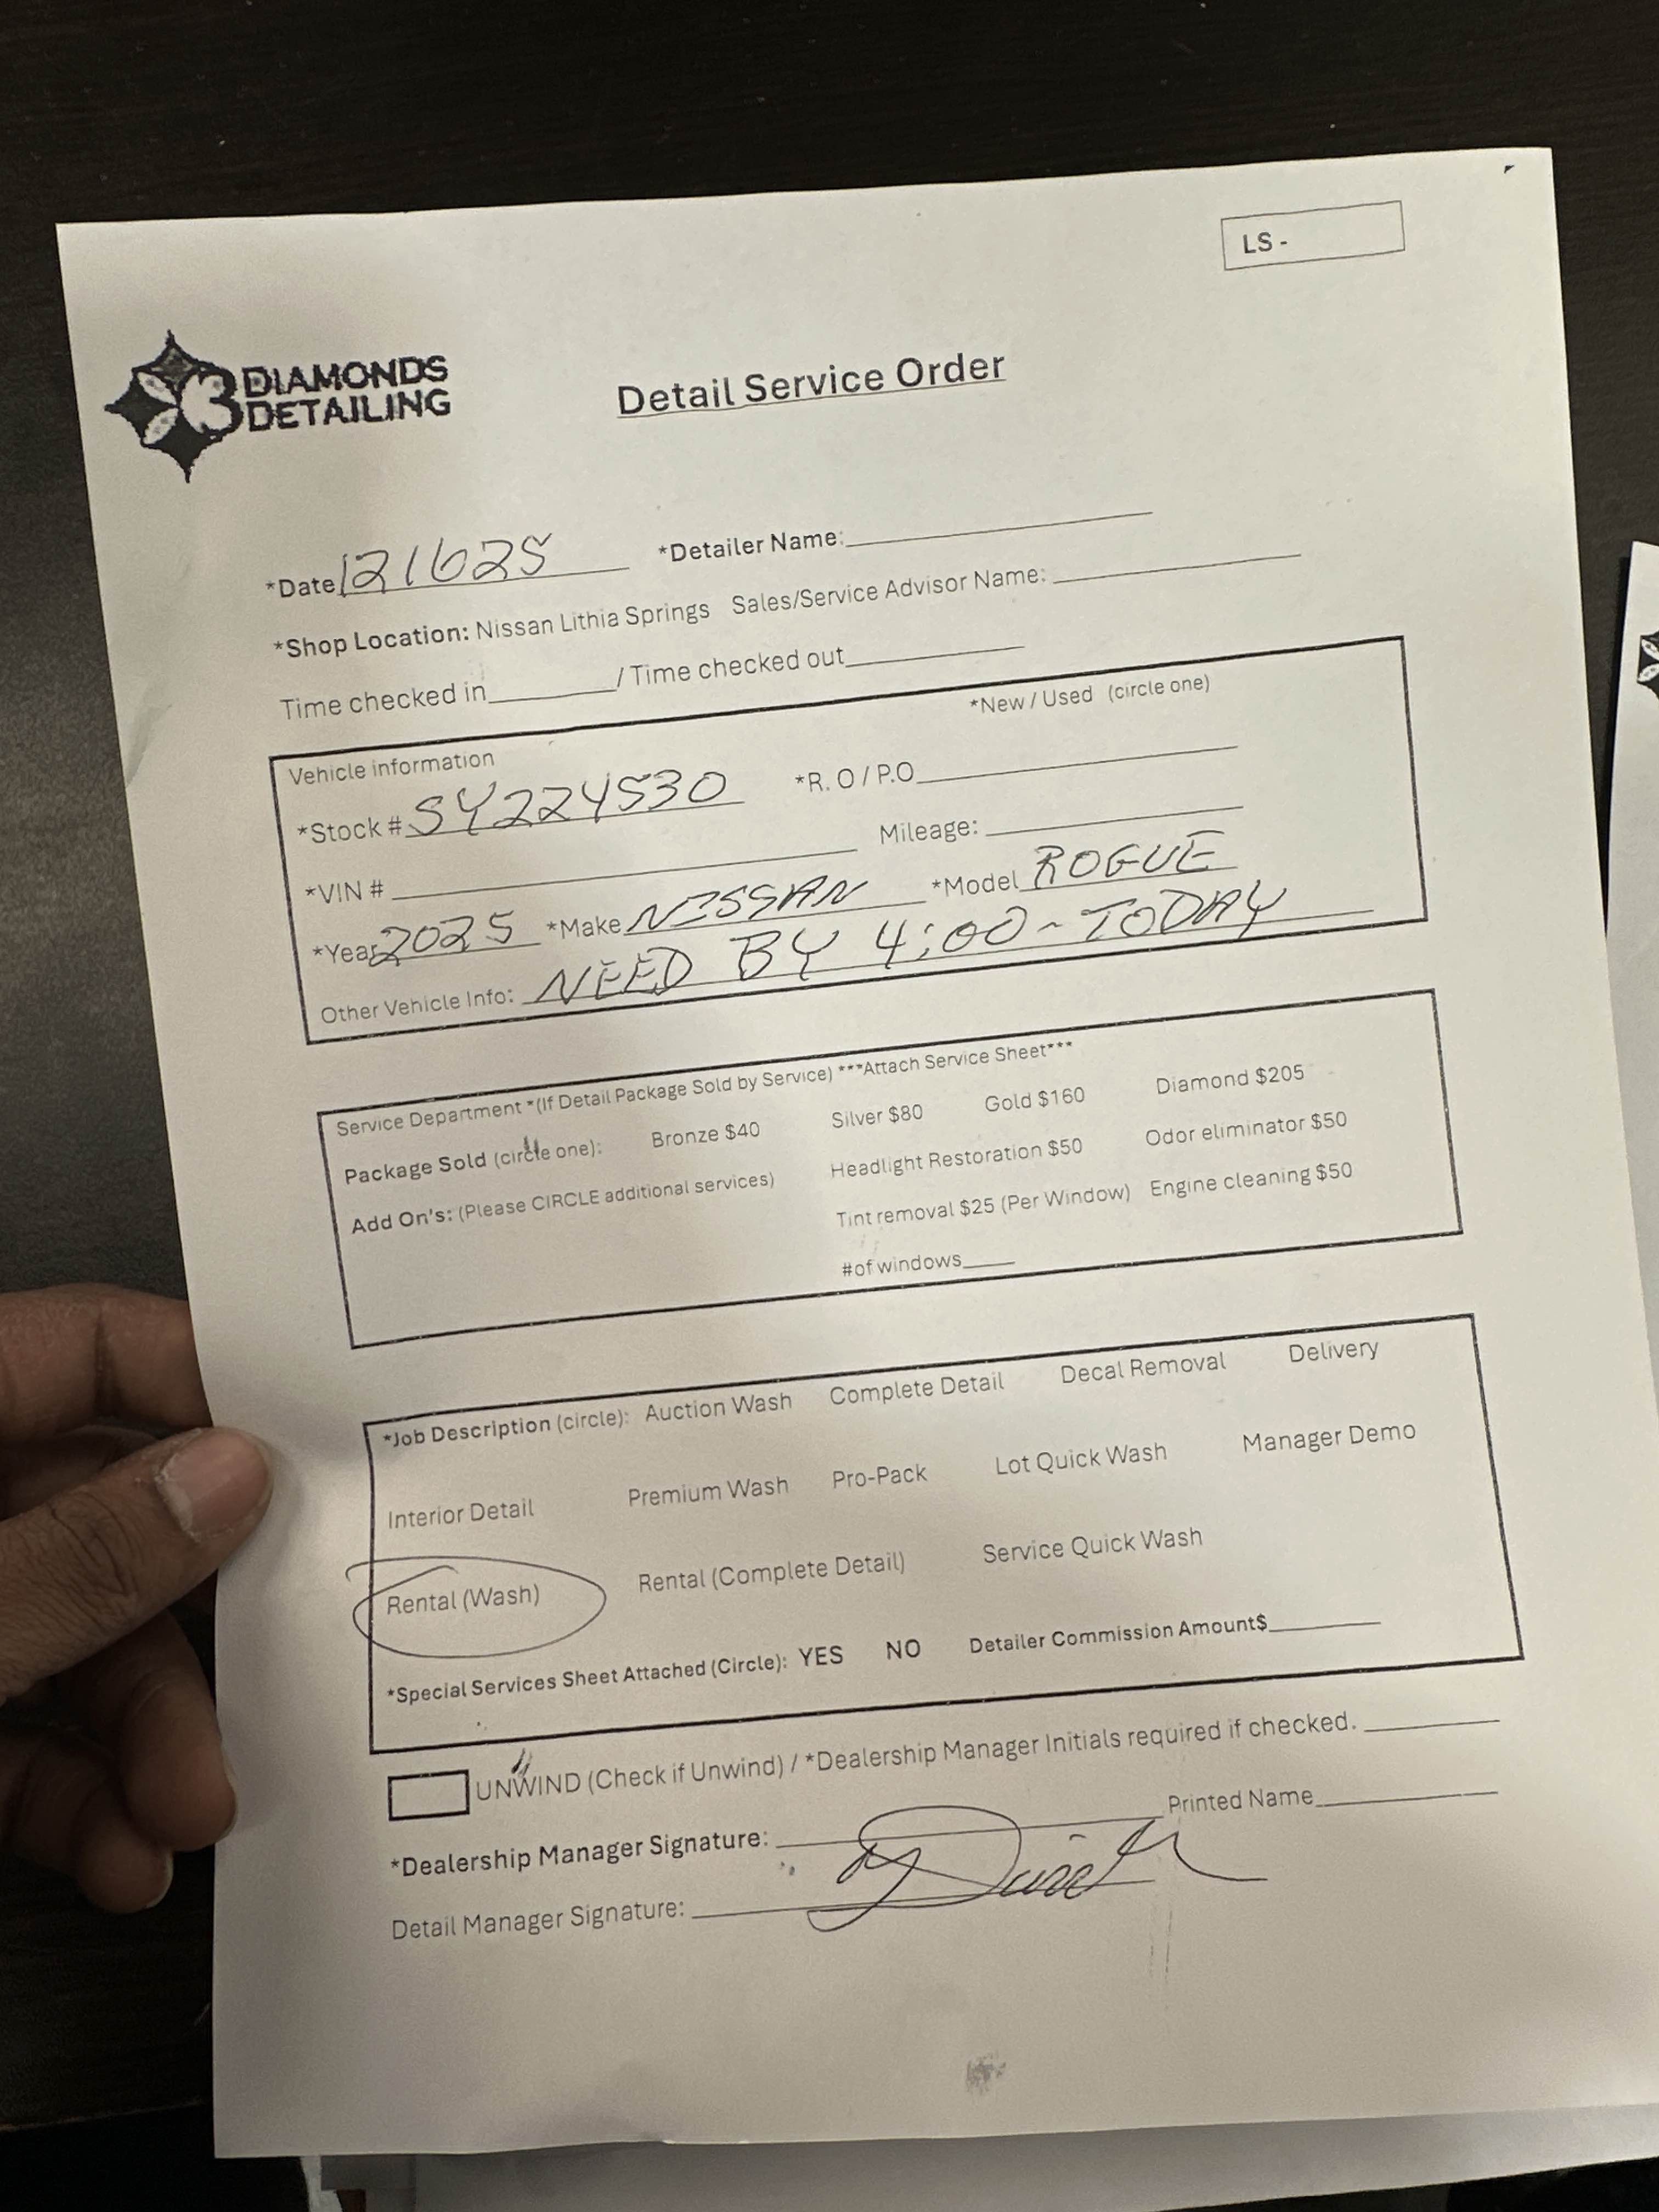 LS -
3 DIAMONDS
DETAILING
Detail Service Order
*Date 121625 *Detailer Name:
*Shop Location: Nissan Lithia Springs Sales/Service Advisor Name:
Time checked in / Time checked out
*New / Used (circle one)
Vehicle information
*Stock # SY224530 *R.O / P.O
*VIN # Mileage:
*Year 2025 *Make NISSAN *Model ROGUE
Other Vehicle Info: NEED BY 4:00 - TODAY
Service Department *(If Detail Package Sold by Service) ***Attach Service Sheet***
Package Sold (circle one): Bronze $40 Silver $80 Gold $160 Diamond $205
Add On's: (Please CIRCLE additional services) Headlight Restoration $50 Odor eliminator $50
Tint removal $25 (Per Window) Engine cleaning $50
#of windows
*Job Description (circle): Auction Wash Complete Detail Decal Removal Delivery
Interior Detail Premium Wash Pro-Pack Lot Quick Wash Manager Demo
Rental (Wash) Rental (Complete Detail) Service Quick Wash
*Special Services Sheet Attached (Circle): YES NO Detailer Commission Amount$
UNWIND (Check if Unwind) / *Dealership Manager Initials required if checked.
*Dealership Manager Signature: Printed Name
Detail Manager Signature: